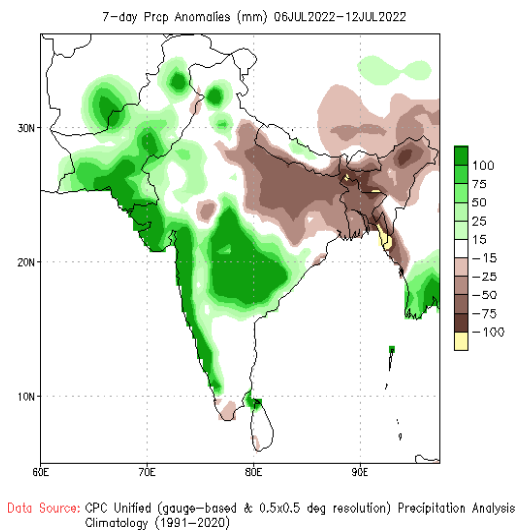 7-day Prcp Anomalies (mm) 06JUL2022-12JUL2022
30N
20N
10N
60E 70E 80E 90E
100
75
50
25
15
-15
-25
-50
-75
-100
Data Source: CPC Unified (gauge-based & 0.5x0.5 deg resolution) Precipitation Analysis
Climatology (1991-2020)